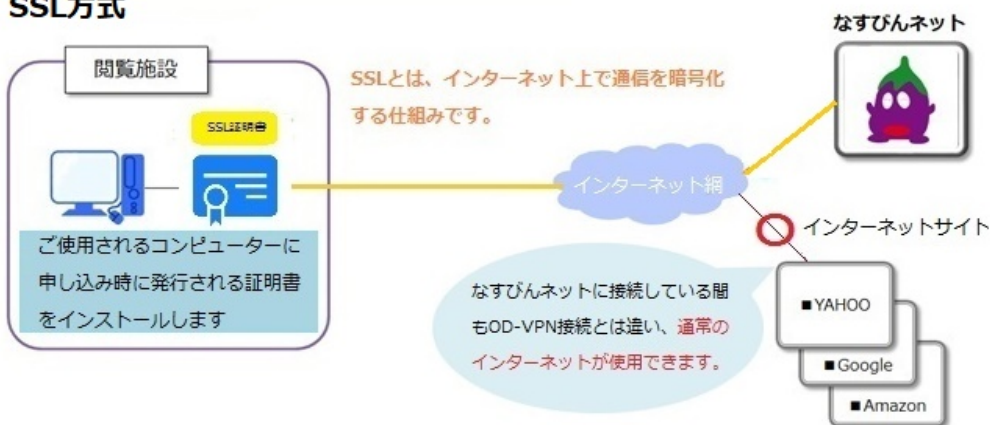 SSL方式
なすびんネット
閲覧施設
SSLとは、インターネット上で通信を暗号化
する仕組みです。
SSL証明書
インターネット網
インターネットサイト
ご使用されるコンピューターに
申し込み時に発行される証明書
をインストールします
なすびんネットに接続している間
もOD-VPN接続とは違い、通常の
インターネットが使用できます。
■YAHOO
■Google
■Amazon